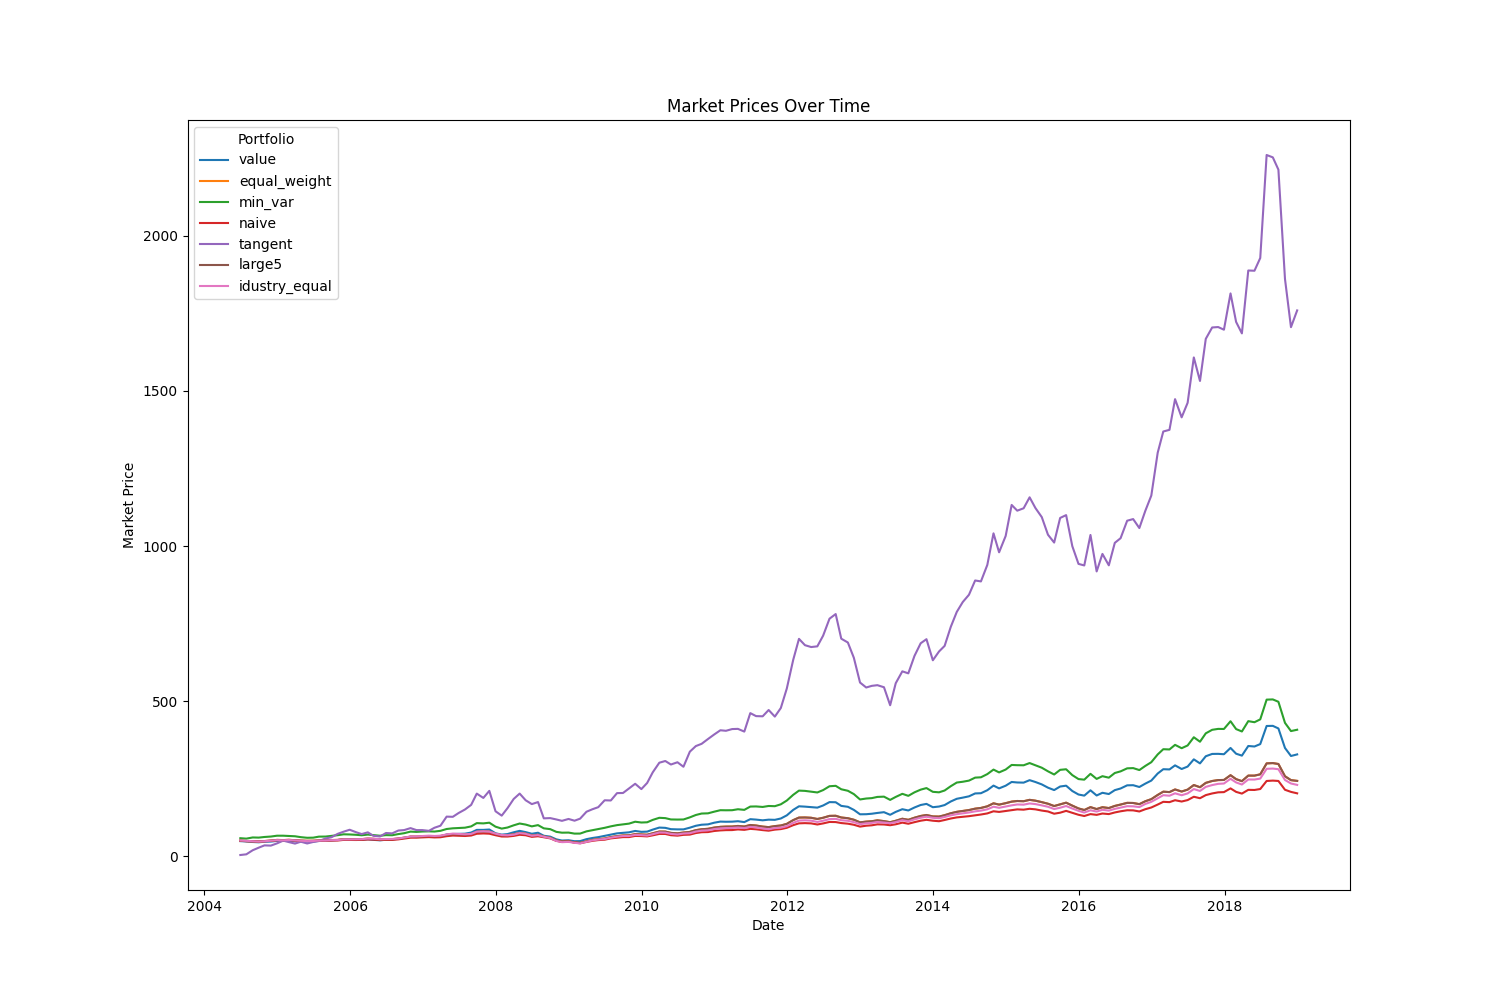 Market Prices Over Time
Portfolio
value
equal_weight
min_var
naive
tangent
large5
idustry_equal
Market Price
2000
1500
1000
500
0
2004 2006 2008 2010 2012 2014 2016 2018
Date